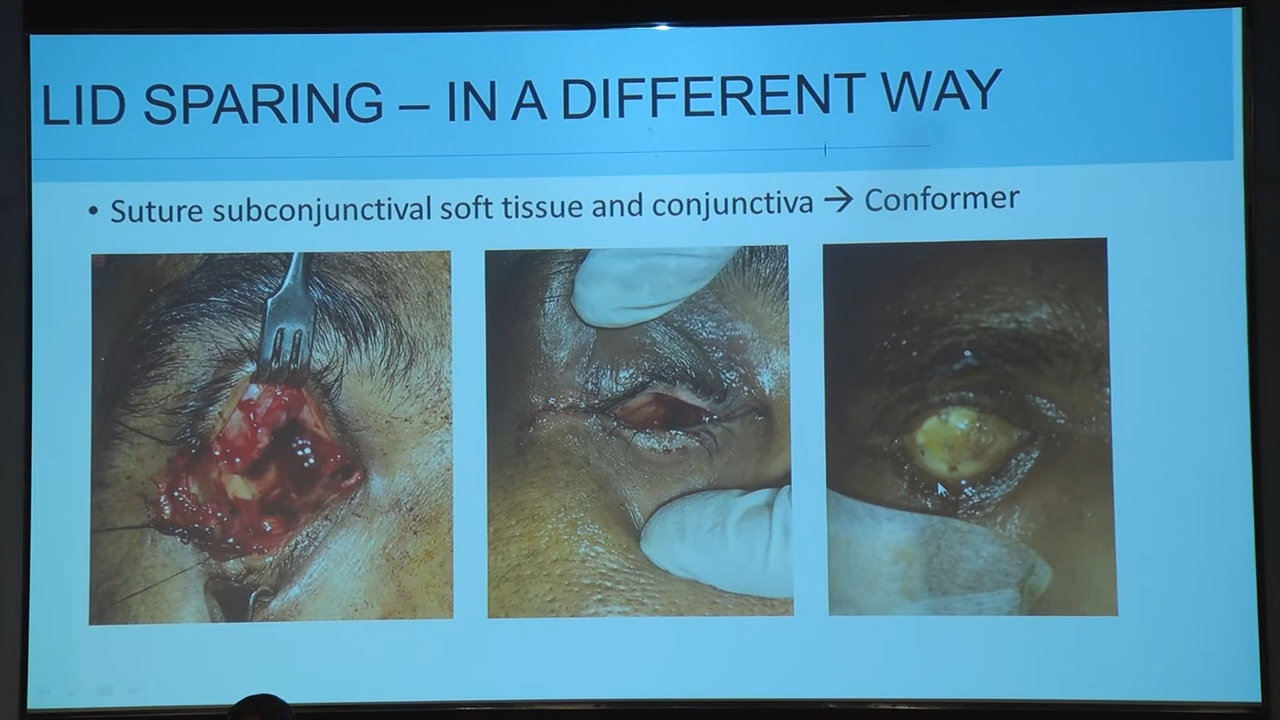 LID SPARING – IN A DIFFERENT WAY
• Suture subconjunctival soft tissue and conjunctiva → Conformer